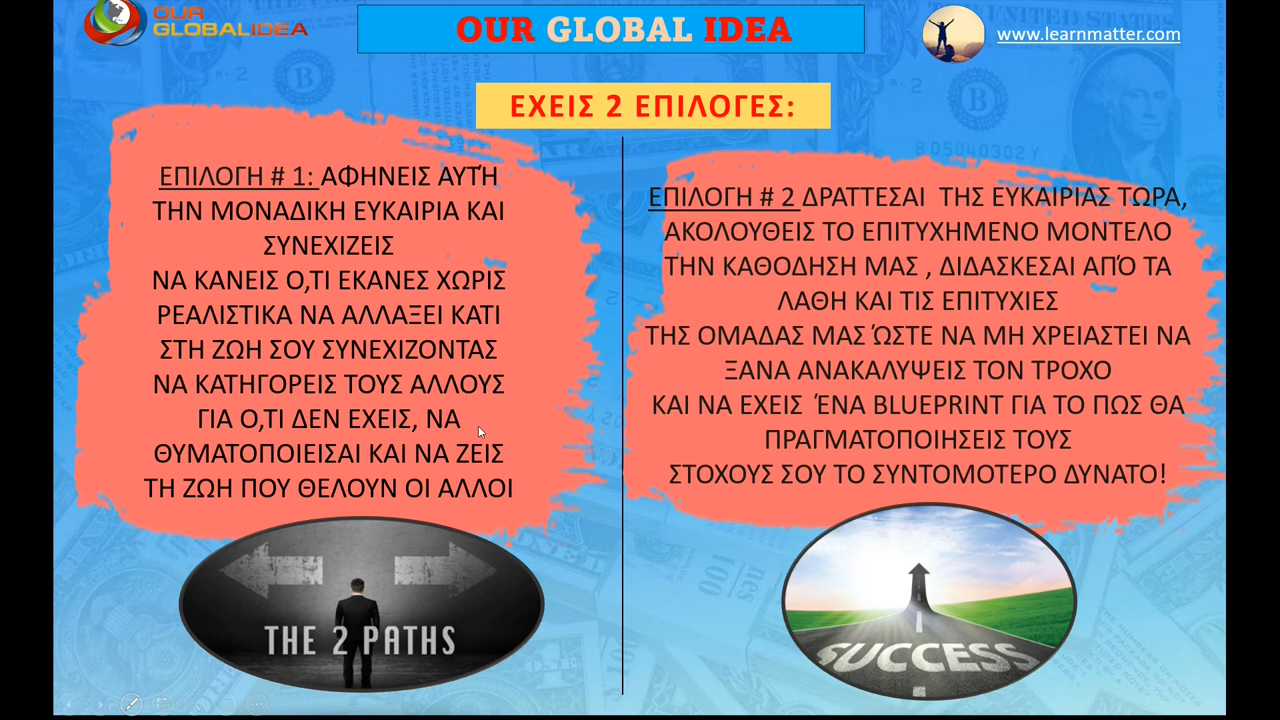 OUR
GLOBALIDEA
OUR GLOBAL IDEA
www.learnmatter.com
ΕΧΕΙΣ 2 ΕΠΙΛΟΓΕΣ:
ΕΠΙΛΟΓΗ # 1: ΑΦΗΝΕΙΣ ΑΥΤΉ
ΤΗΝ ΜΟΝΑΔΙΚΗ ΕΥΚΑΙΡΙΑ ΚΑΙ
ΣΥΝΕΧΙΖΕΙΣ
ΝΑ ΚΑΝΕΙΣ Ο,ΤΙ ΕΚΑΝΕΣ ΧΩΡΙΣ
ΡΕΑΛΙΣΤΙΚΑ ΝΑ ΑΛΛΑΞΕΙ ΚΑΤΙ
ΣΤΗ ΖΩΗ ΣΟΥ ΣΥΝΕΧΙΖΟΝΤΑΣ
ΝΑ ΚΑΤΗΓΟΡΕΙΣ ΤΟΥΣ ΑΛΛΟΥΣ
ΓΙΑ Ο,ΤΙ ΔΕΝ ΕΧΕΙΣ, ΝΑ
ΘΥΜΑΤΟΠΟΙΕΙΣΑΙ ΚΑΙ ΝΑ ΖΕΙΣ
ΤΗ ΖΩΗ ΠΟΥ ΘΕΛΟΥΝ ΟΙ ΑΛΛΟΙ
THE 2 PATHS
ΕΠΙΛΟΓΗ # 2 ΔΡΑΤΤΕΣΑΙ ΤΗΣ ΕΥΚΑΙΡΙΑΣ ΤΩΡΑ,
ΑΚΟΛΟΥΘΕΙΣ ΤΟ ΕΠΙΤΥΧΗΜΕΝΟ ΜΟΝΤΕΛΟ
ΤΗΝ ΚΑΘΟΔΗΣΗ ΜΑΣ , ΔΙΔΑΣΚΕΣΑΙ ΑΠΌ ΤΑ
ΛΑΘΗ ΚΑΙ ΤΙΣ ΕΠΙΤΥΧΙΕΣ
ΤΗΣ ΟΜΑΔΑΣ ΜΑΣ ΏΣΤΕ ΝΑ ΜΗ ΧΡΕΙΑΣΤΕΙ ΝΑ
ΞΑΝΑ ΑΝΑΚΑΛΥΨΕΙΣ ΤΟΝ ΤΡΟΧΟ
ΚΑΙ ΝΑ ΕΧΕΙΣ ΈΝΑ BLUEPRINT ΓΙΑ ΤΟ ΠΩΣ ΘΑ
ΠΡΑΓΜΑΤΟΠΟΙΗΣΕΙΣ ΤΟΥΣ
ΣΤΟΧΟΥΣ ΣΟΥ ΤΟ ΣΥΝΤΟΜΟΤΕΡΟ ΔΥΝΑΤΟ!
SUCCESS